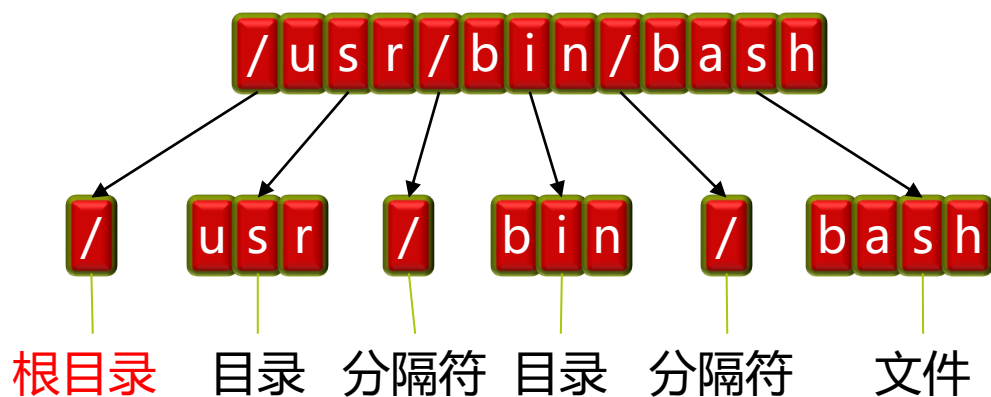 /usr/bin/bash
/ usr / bin / bash
根目录 目录 分隔符 目录 分隔符 文件